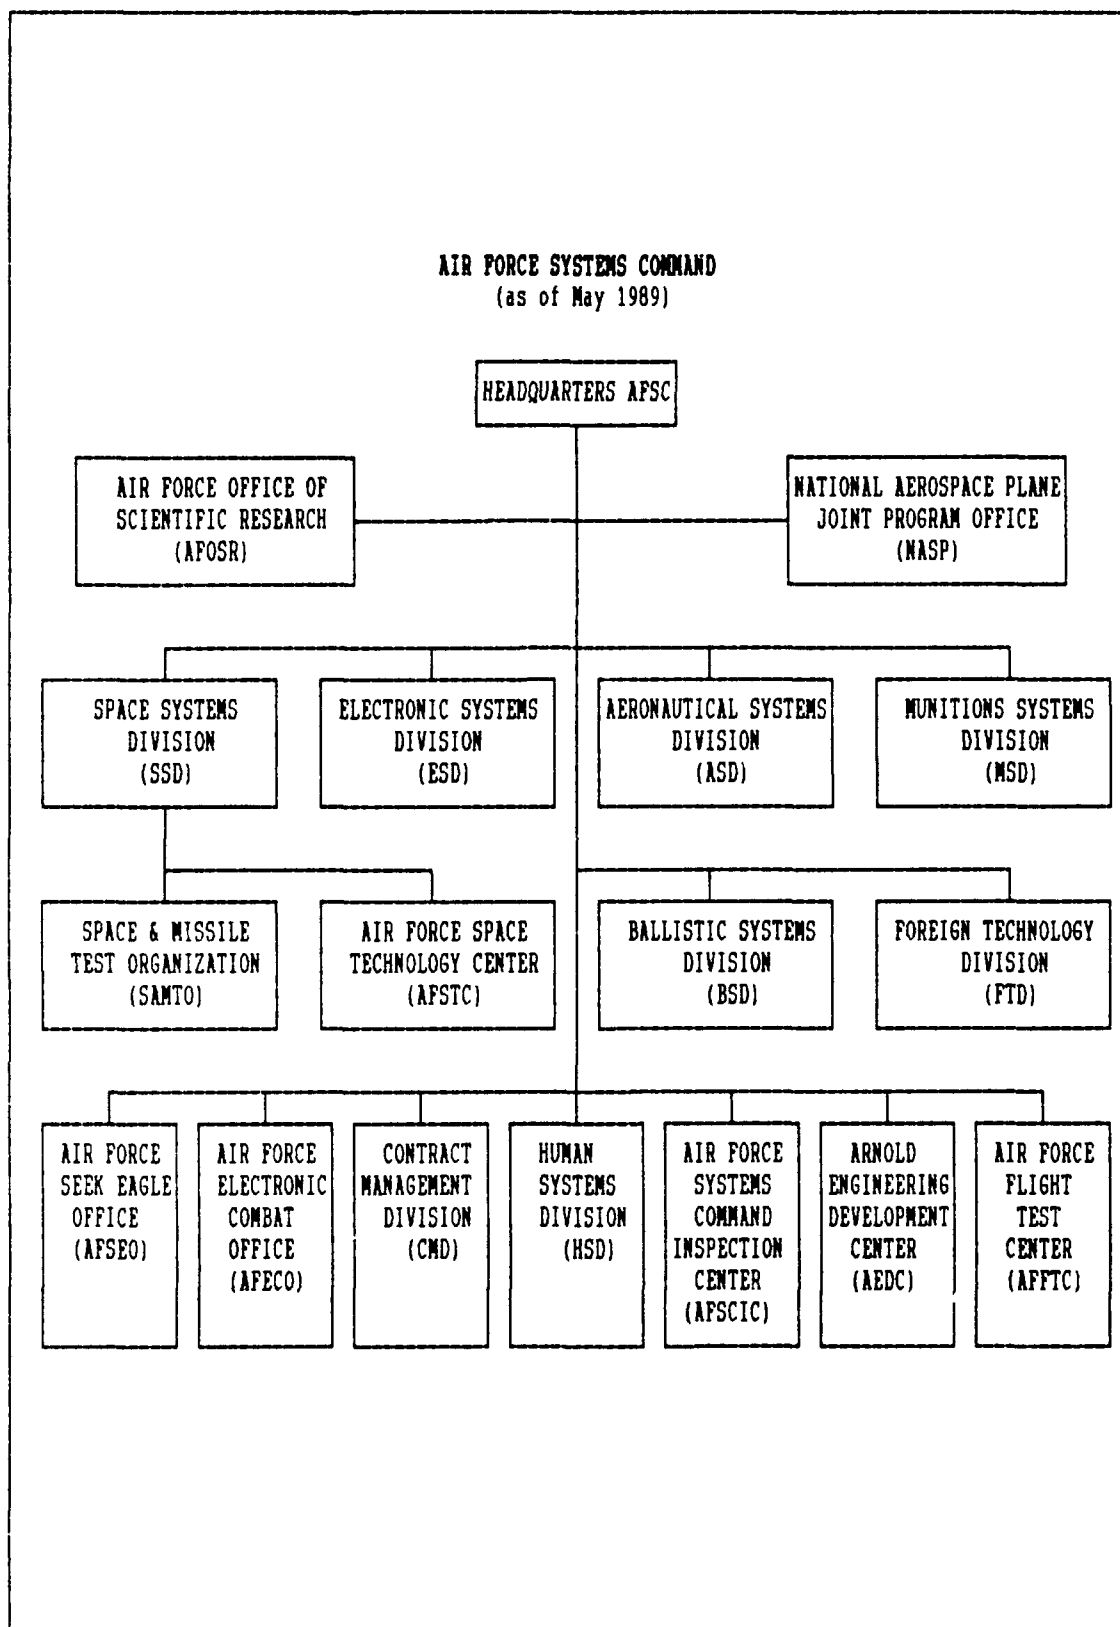 AIR FORCE SYSTEMS COMMAND
(as of May 1989)
HEADQUARTERS AFSC
AIR FORCE OFFICE OF
SCIENTIFIC RESEARCH
(AFOSR)
NATIONAL AEROSPACE PLANE
JOINT PROGRAM OFFICE
(NASP)
SPACE SYSTEMS
DIVISION
(SSD)
ELECTRONIC SYSTEMS
DIVISION
(ESD)
AERONAUTICAL SYSTEMS
DIVISION
(ASD)
MUNITIONS SYSTEMS
DIVISION
(MSD)
SPACE & MISSILE
TEST ORGANIZATION
(SAMTO)
AIR FORCE SPACE
TECHNOLOGY CENTER
(AFSTC)
BALLISTIC SYSTEMS
DIVISION
(BSD)
FOREIGN TECHNOLOGY
DIVISION
(FTD)
AIR FORCE
SEEK EAGLE
OFFICE
(AFSEO)
AIR FORCE
ELECTRONIC
COMBAT
OFFICE
(AFECO)
CONTRACT
MANAGEMENT
DIVISION
(CMD)
HUMAN
SYSTEMS
DIVISION
(HSD)
AIR FORCE
SYSTEMS
COMMAND
INSPECTION
CENTER
(AFSCIC)
ARNOLD
ENGINEERING
DEVELOPMENT
CENTER
(AEDC)
AIR FORCE
FLIGHT
TEST
CENTER
(AFFTC)